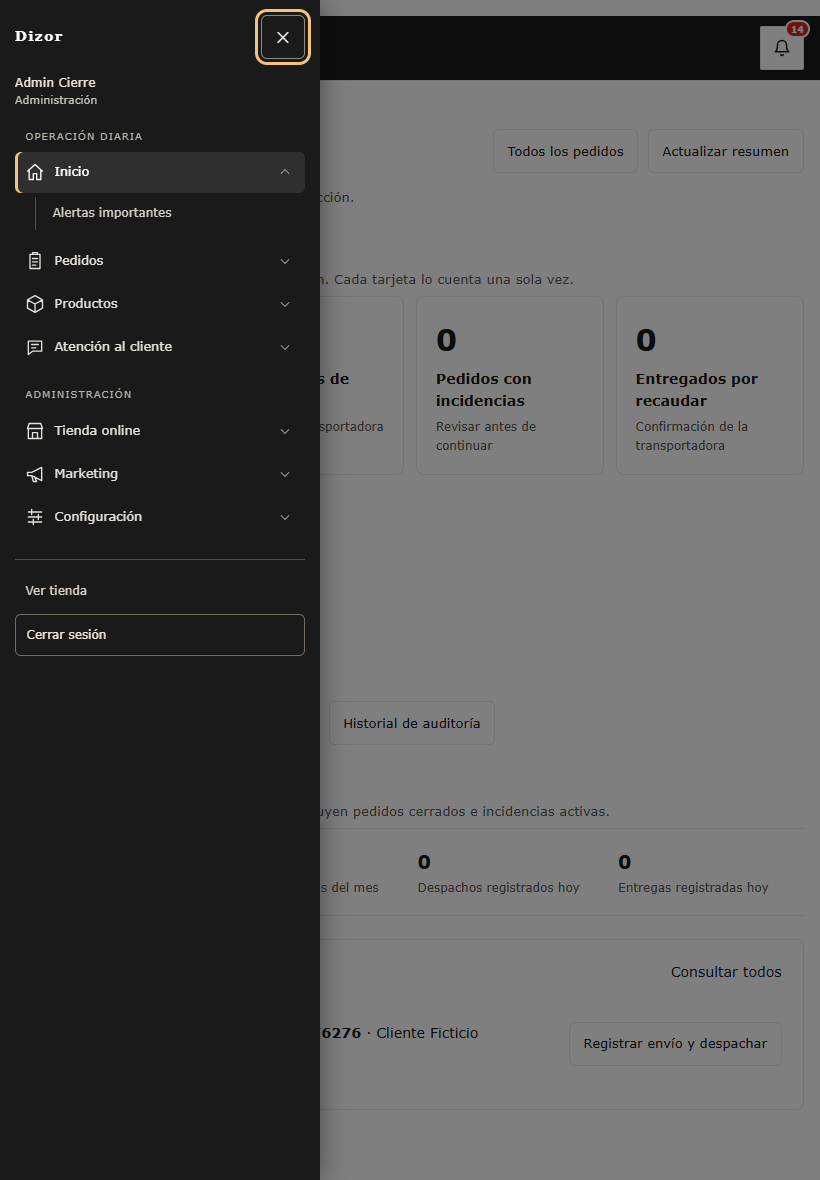 Dizor
Admin Cierre
Administración
OPERACIÓN DIARIA
Inicio
Alertas importantes
Pedidos
Productos
Atención al cliente
ADMINISTRACIÓN
Tienda online
Marketing
Configuración
Ver tienda
Cerrar sesión
14
Todos los pedidos
Actualizar resumen
cción.
n. Cada tarjeta lo cuenta una sola vez.
s de
sportadora
0
Pedidos con
incidencias
Revisar antes de
continuar
0
Entregados por
recaudar
Confirmación de la
transportadora
Historial de auditoría
uyen pedidos cerrados e incidencias activas.
s del mes
0
Despachos registrados hoy
0
Entregas registradas hoy
Consultar todos
6276 · Cliente Ficticio
Registrar envío y despachar